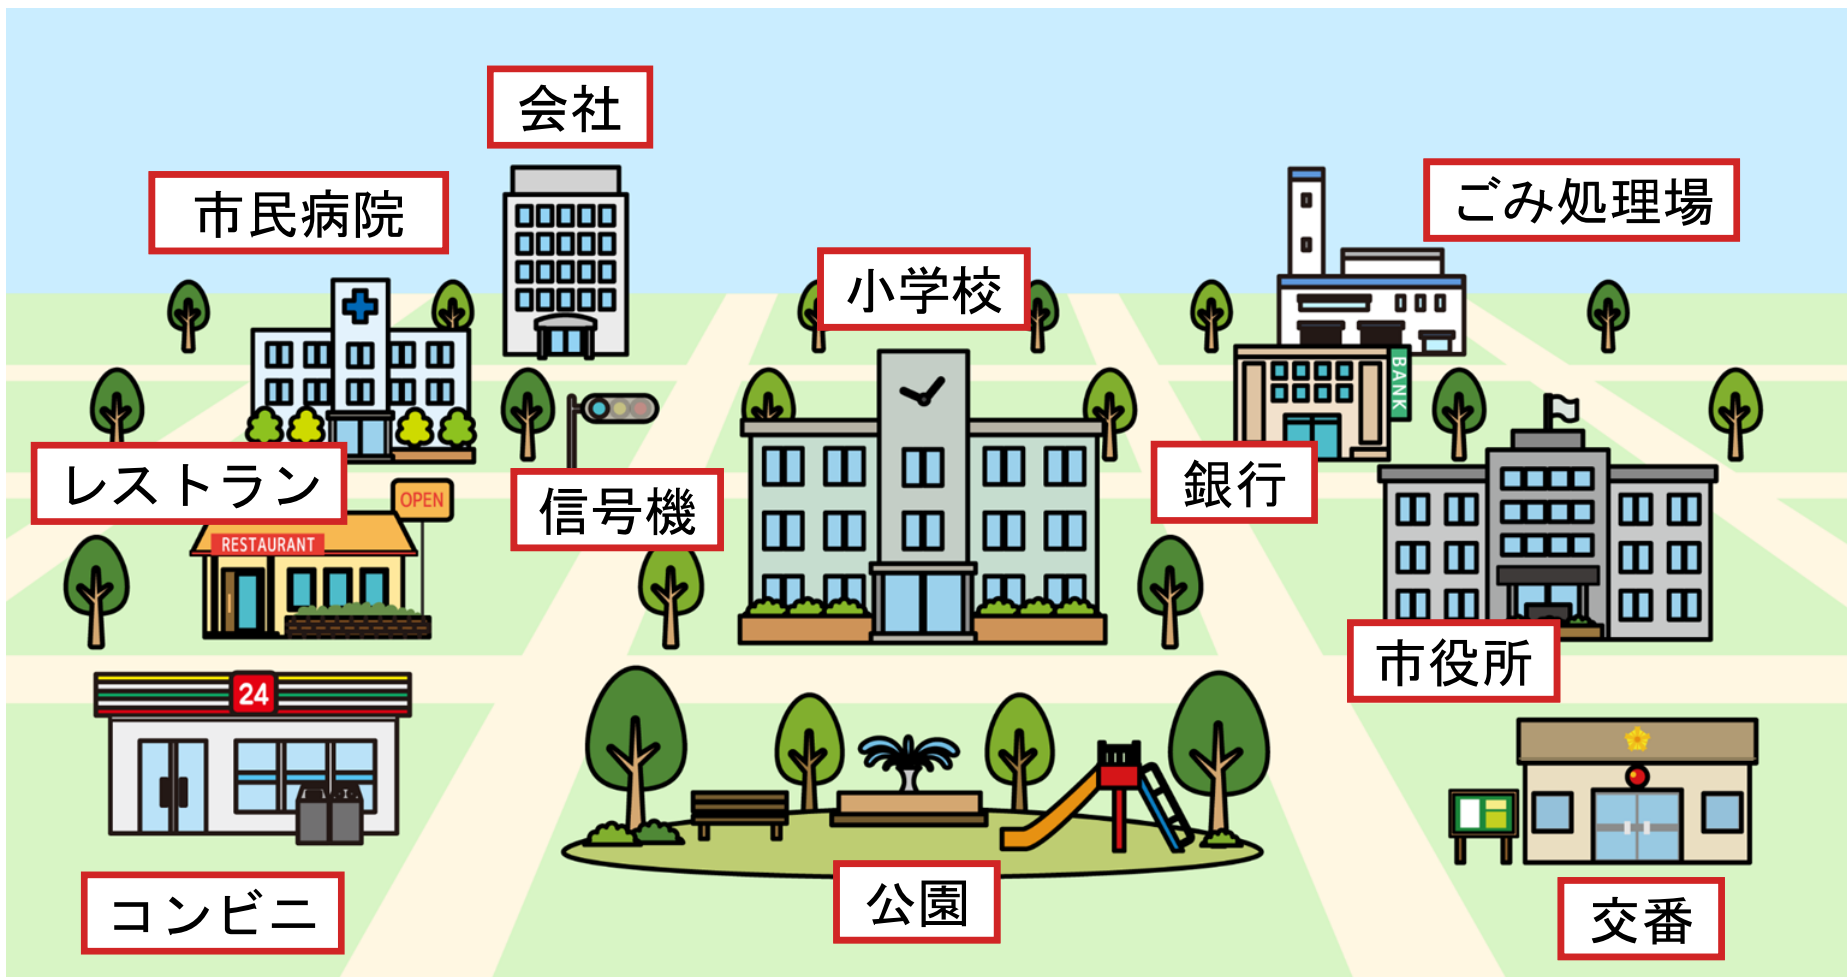 会社
ごみ処理場
市民病院
小学校
BANK
レストラン
銀行
OPEN
信号機
RESTAURANT
市役所
24
コンビニ
公園
交番